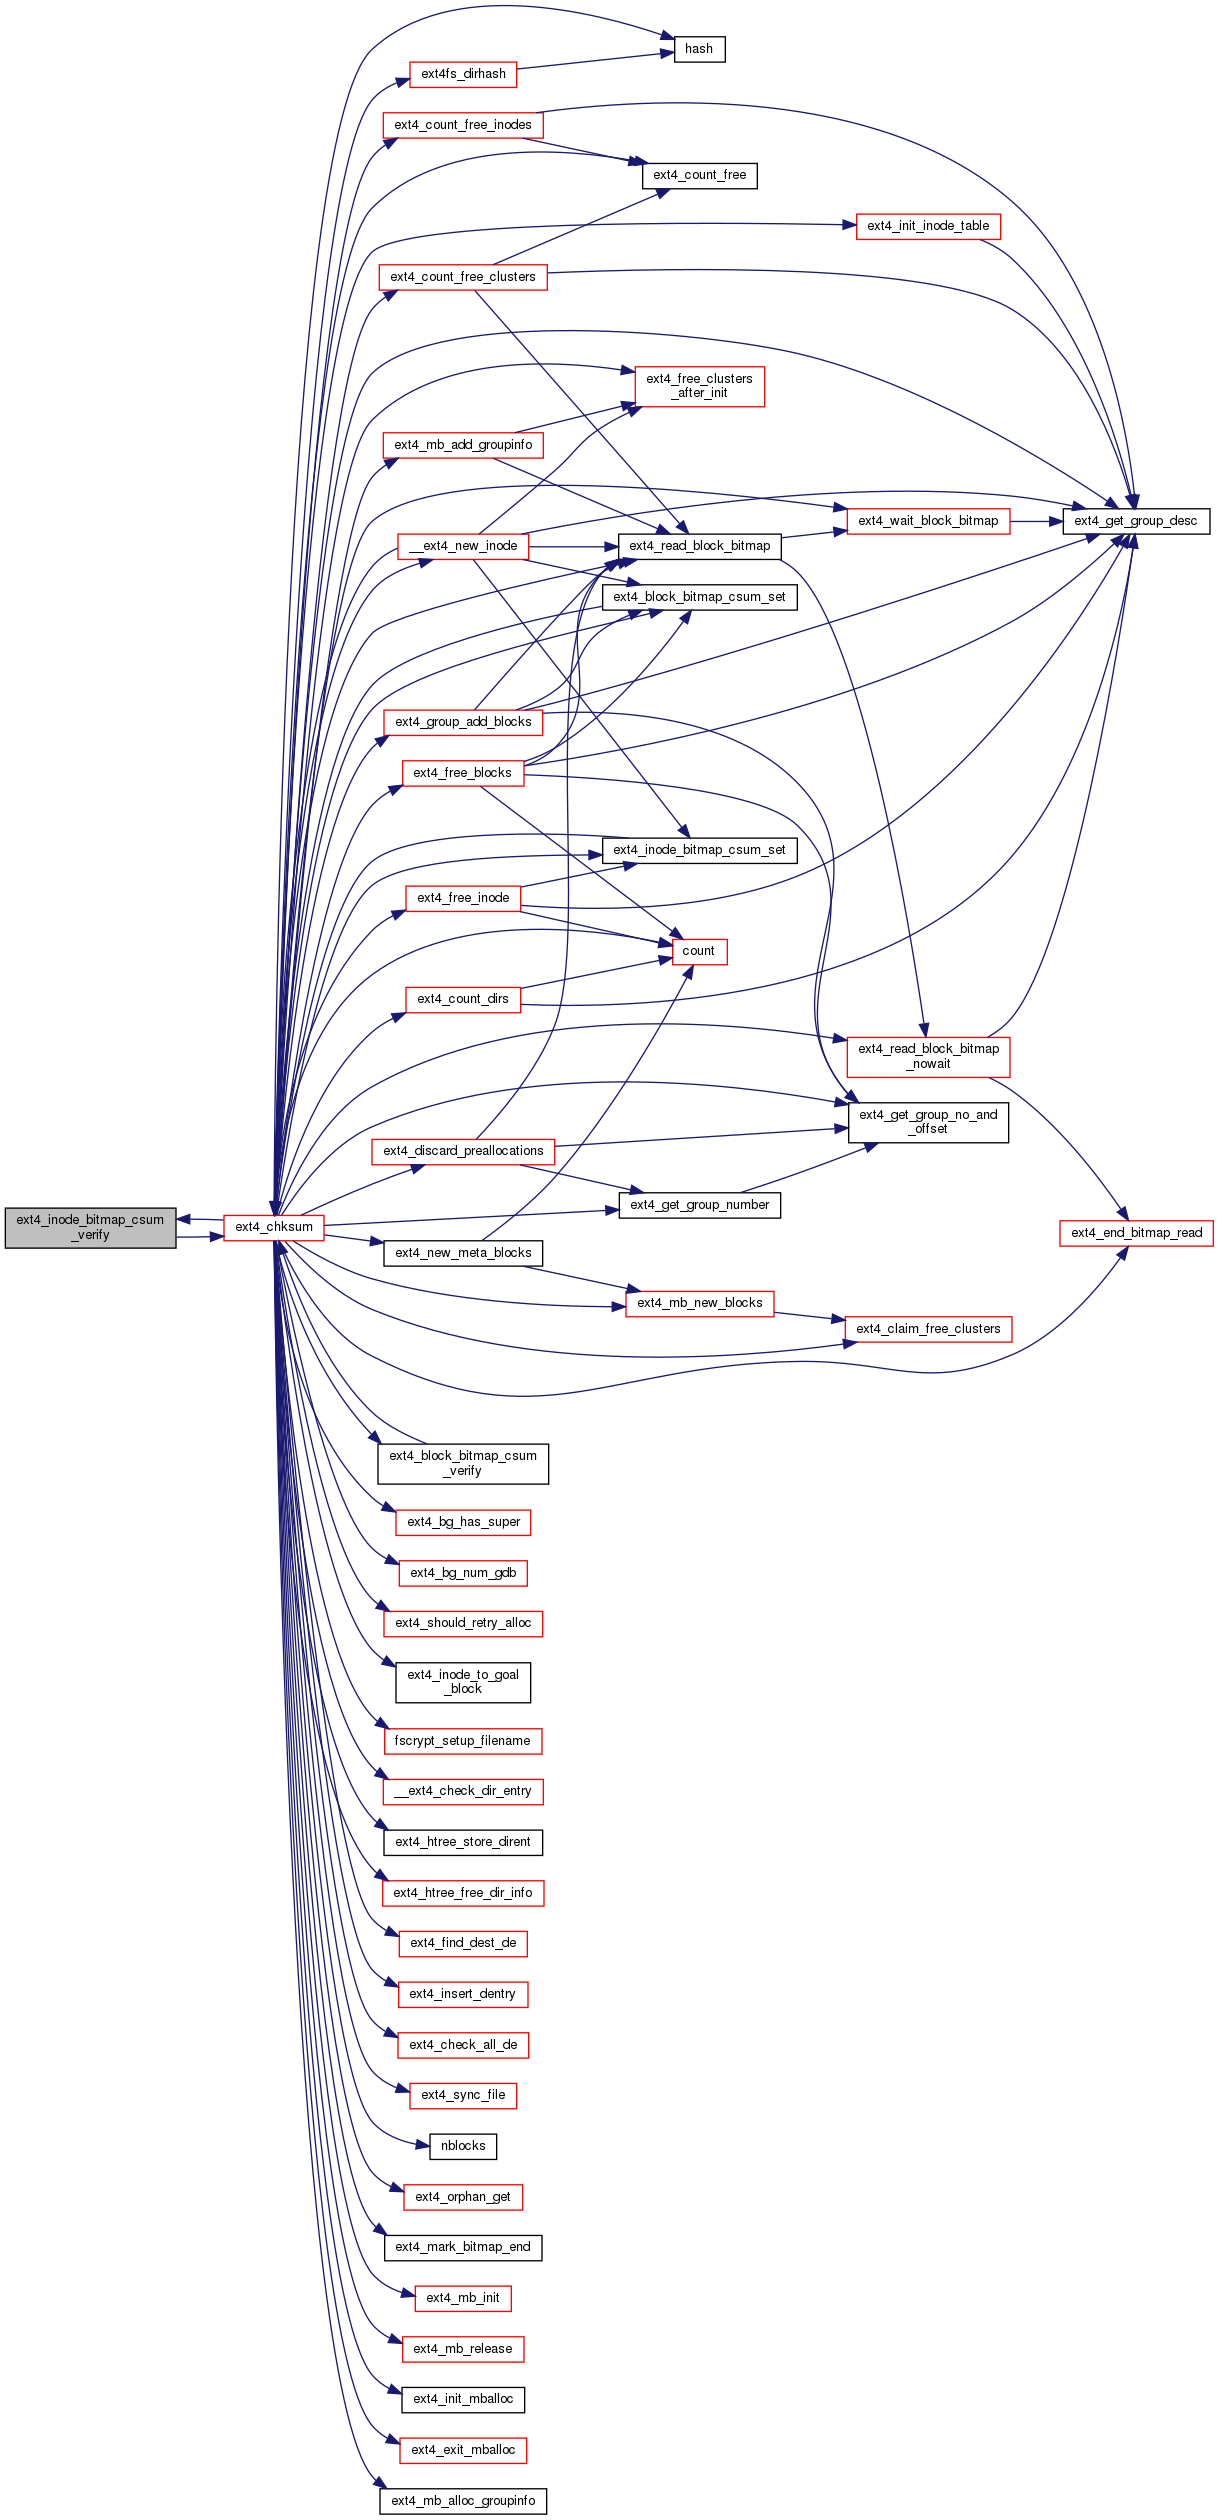 hash
ext4fs_dirhash
ext4_count_free_inodes
ext4_count_free
ext4_init_inode_table
ext4_count_free_clusters
ext4_free_clusters
_after_init
ext4_mb_add_groupinfo
ext4_wait_block_bitmap
ext4_get_group_desc
__ext4_new_inode
ext4_read_block_bitmap
ext4_block_bitmap_csum_set
ext4_group_add_blocks
ext4_free_blocks
ext4_inode_bitmap_csum_set
ext4_free_inode
count
ext4_count_dirs
ext4_read_block_bitmap
_nowait
ext4_get_group_no_and
_offset
ext4_discard_preallocations
ext4_get_group_number
ext4_inode_bitmap_csum
_verify
ext4_chksum
ext4_end_bitmap_read
ext4_new_meta_blocks
ext4_mb_new_blocks
ext4_claim_free_clusters
ext4_block_bitmap_csum
_verify
ext4_bg_has_super
ext4_bg_num_gdb
ext4_should_retry_alloc
ext4_inode_to_goal
_block
fscrypt_setup_filename
__ext4_check_dir_entry
ext4_htree_store_dirent
ext4_htree_free_dir_info
ext4_find_dest_de
ext4_insert_dentry
ext4_check_all_de
ext4_sync_file
nblocks
ext4_orphan_get
ext4_mark_bitmap_end
ext4_mb_init
ext4_mb_release
ext4_init_mballoc
ext4_exit_mballoc
ext4_mb_alloc_groupinfo